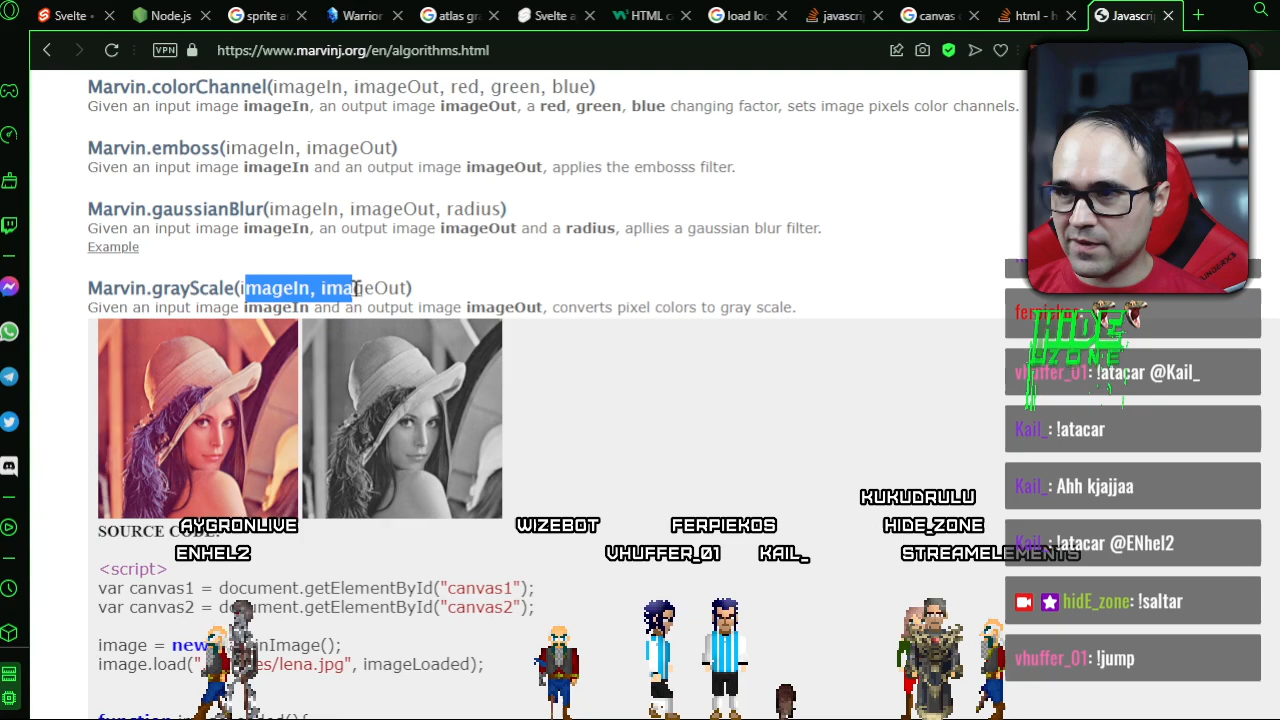 Svelte
Node.js
sprite a
Warrior
atlas gr
Svelte a
HTML c
load loc
javascrip
canvas
html - h
Javascrip
VPN
https://www.marvinj.org/en/algorithms.html
Marvin.colorChannel(imageIn, imageOut, red, green, blue)
Given an input image imageIn, an output image imageOut, a red, green, blue changing factor, sets image pixels color channels.
Marvin.emboss(imageIn, imageOut)
Given an input image imageIn and an output image imageOut, applies the embosss filter.
Marvin.gaussianBlur(imageIn, imageOut, radius)
Given an input image imageIn, an output image imageOut and a radius, apllies a gaussian blur filter.
Example
Marvin.grayScale(imageIn, imageOut)
Given an input image imageIn and an output image imageOut, converts pixel colors to gray scale.
SOURCE CODE:
<script>
var canvas1 = document.getElementById("canvas1");
var canvas2 = document.getElementById("canvas2");
image = new
image.load("
es/lena.jpg", imageLoaded);
AYGRONLIVE
ENHEL2
WIZEBOT
VHUFFER_01
FERPIEKOS
KAIL_
KUKUDRULU
HIDE_ZONE
STREAMELEMENTS
ferpiekos:
HiDE
ZONE
vhuffer_01: !atacar @Kail_
Kail_: !atacar
Kail_: Ahh kjajjaa
Kail_: !atacar @ENhel2
hidE_zone: !saltar
vhuffer_01: !jump